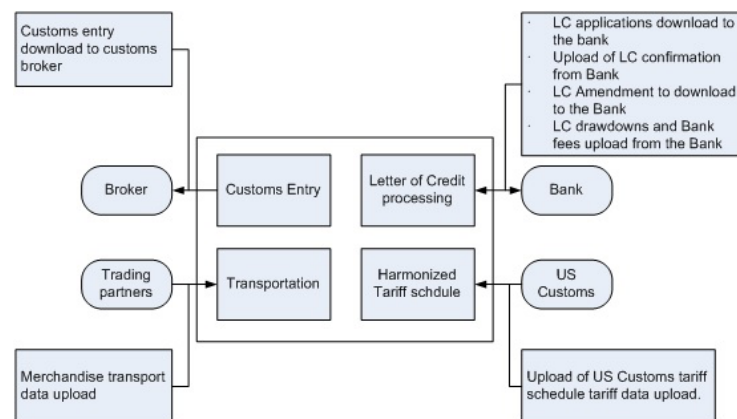 Customs entry
download to customs
broker
· LC applications download to
the bank
· Upload of LC confirmation
from Bank
· LC Amendment to download
to the Bank
· LC drawdowns and Bank
fees upload from the Bank
Broker
Customs Entry
Letter of Credit
processing
Bank
Trading
partners
Transportation
Harmonized
Tariff schdule
US
Customs
Merchandise transport
data upload
Upload of US Customs tariff
schedule tariff data upload.